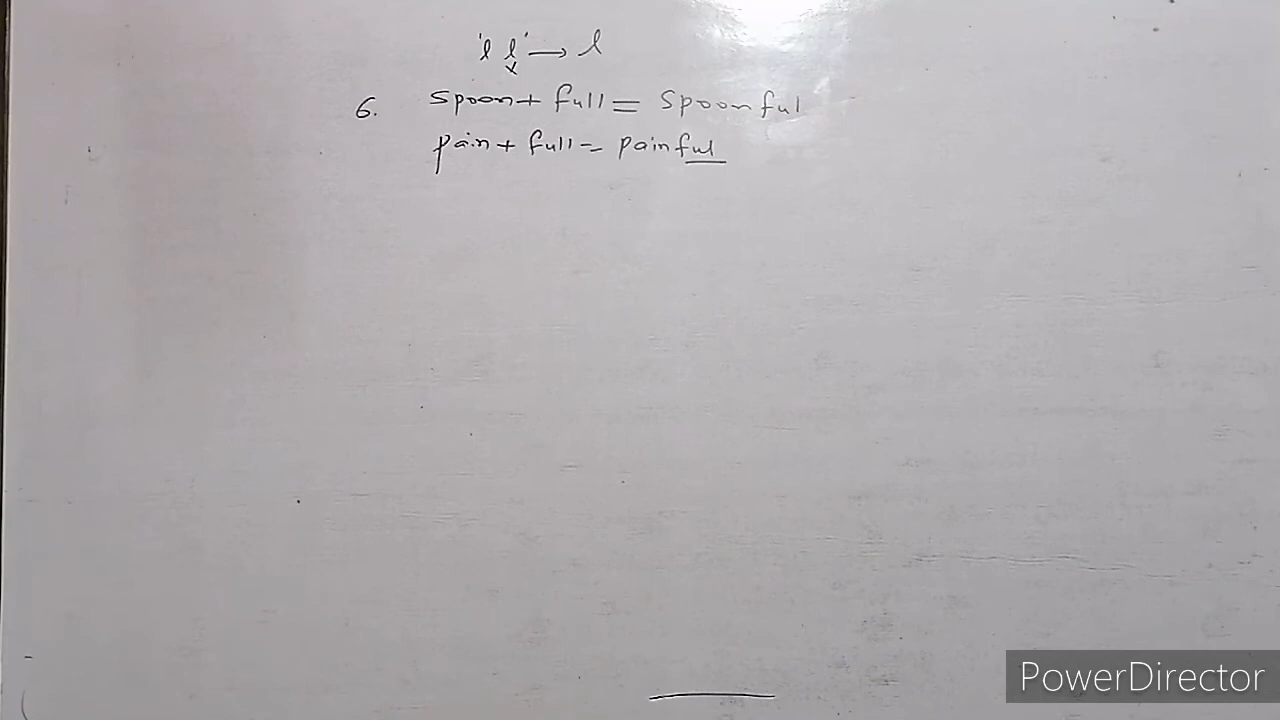 'l l' → l
x
6. Spoon + full = Spoonful
pain + full = painful
PowerDirector